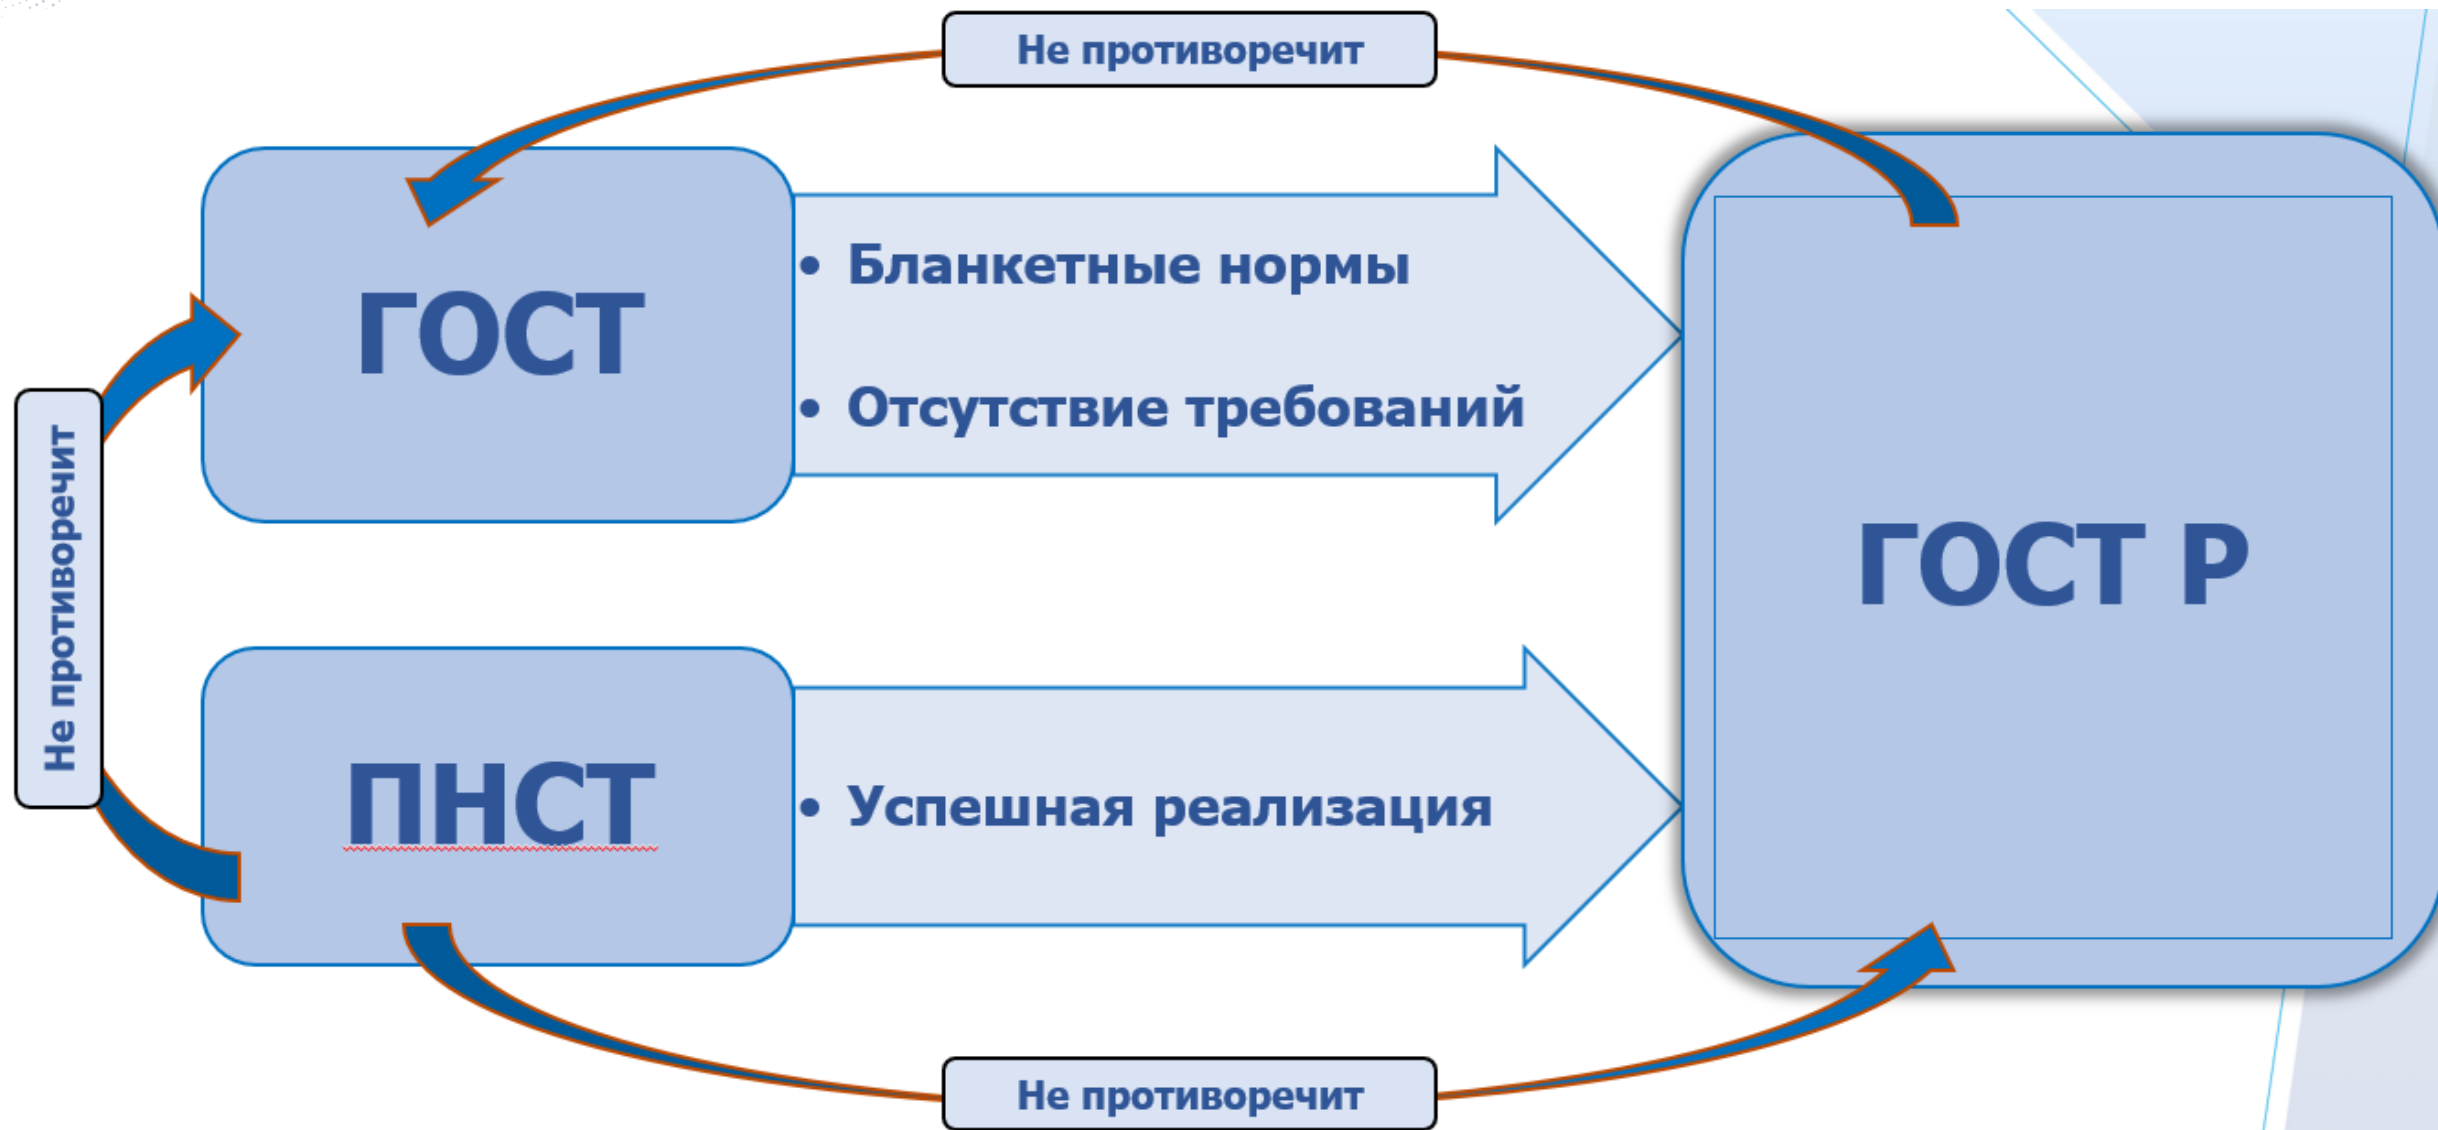 Не противоречит
ГОСТ
• Бланкетные нормы
• Отсутствие требований
Не противоречит
ГОСТ Р
ПНСТ
• Успешная реализация
Не противоречит